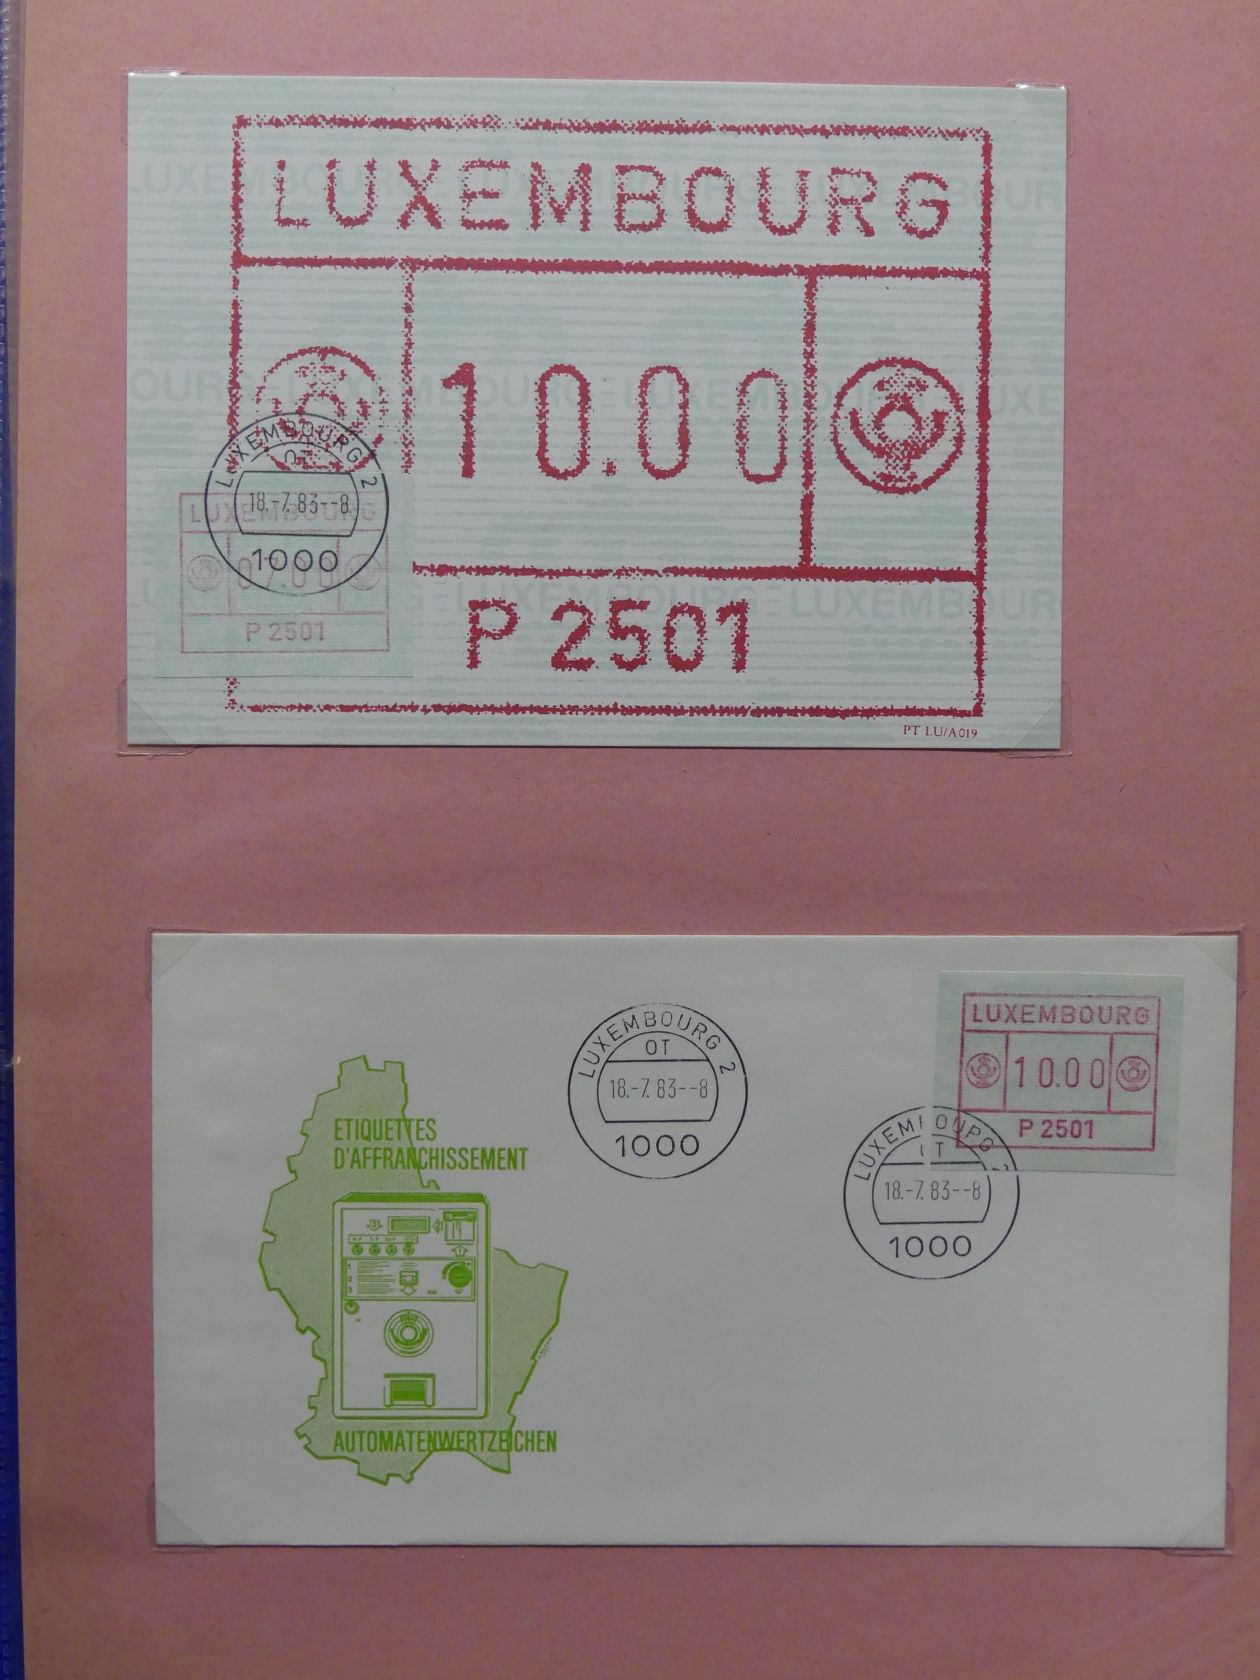 LUXEMBOURG
10.00
P 2501
PT LU/A019
LUXEMBOURG 2
OT
18.-7.83--8
1000
LUXEMBOURG
07.00
P 2501
ETIQUETTES
D'AFFRANCHISSEMENT
AUTOMATENWERTZEICHEN
LUXEMBOURG 2
OT
18.-7.83--8
1000
LUXEMBOURG
10.00
P 2501
LUXEMBOURG 2
OT
18.-7.83--8
1000